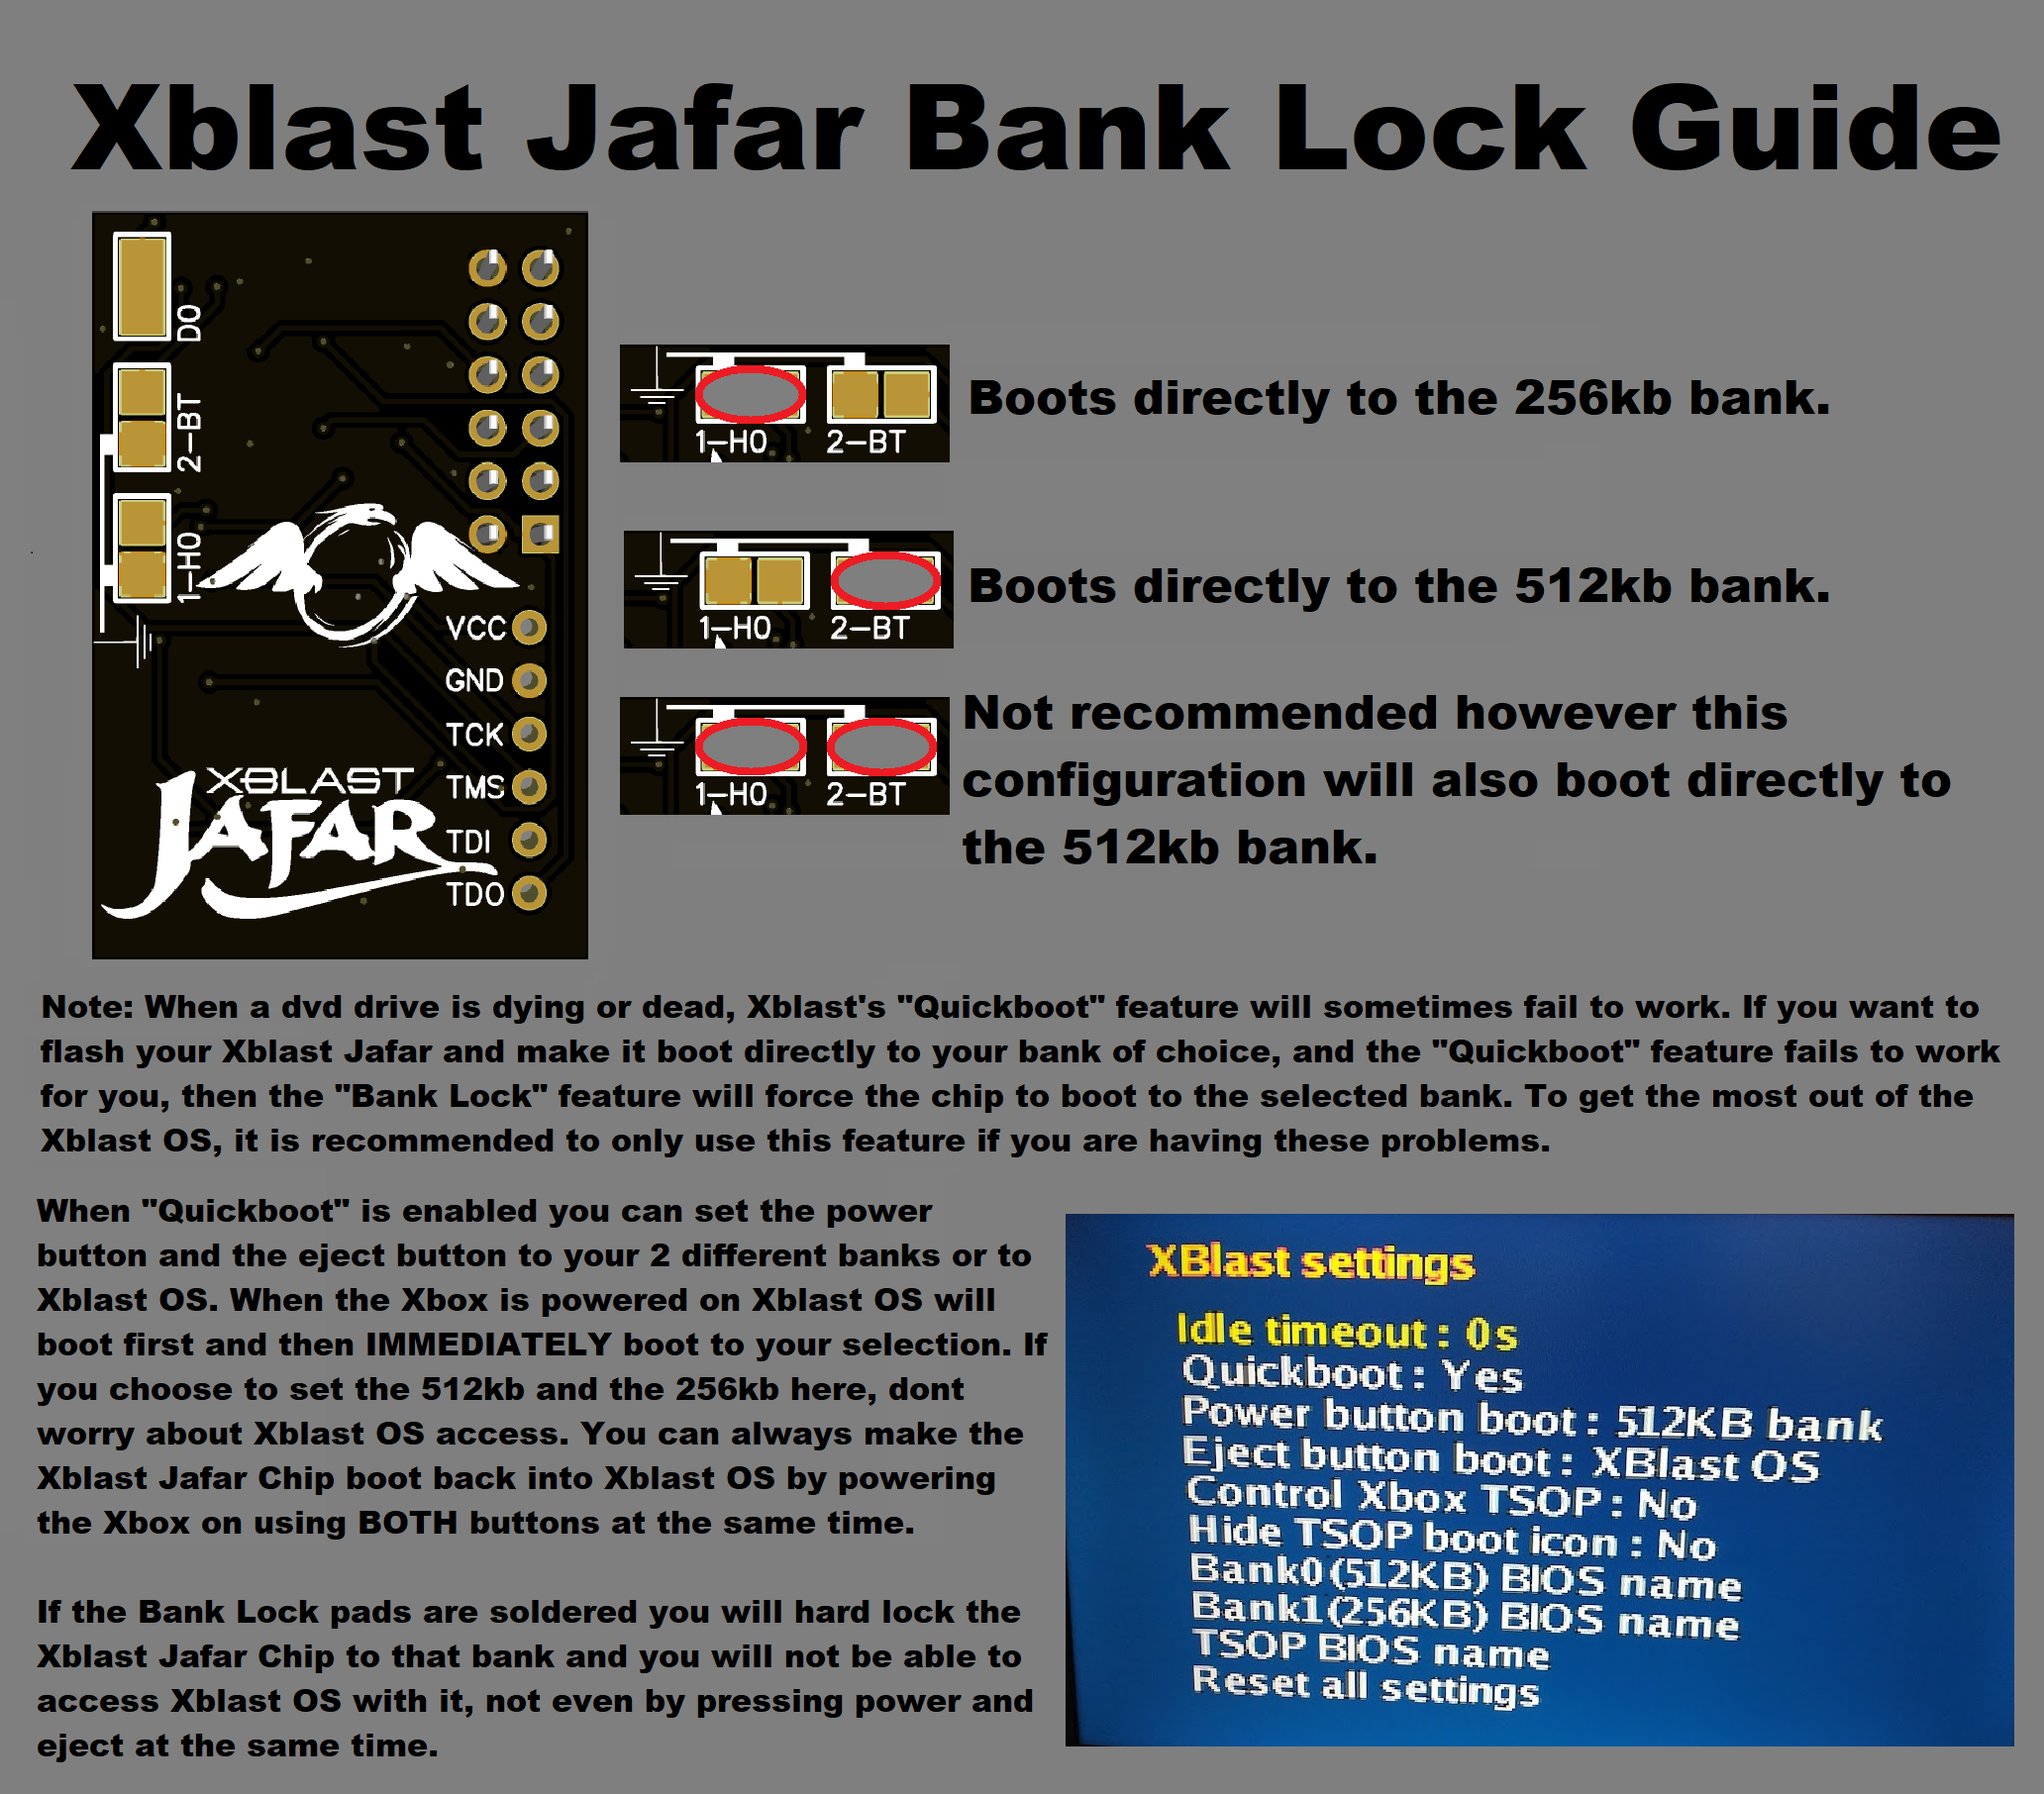 Xblast Jafar Bank Lock Guide
D0
2-BT
1-H0
VCC
GND
TCK
TMS
TDI
TDO
XBLAST
JAFAR
1-H0 2-BT
Boots directly to the 256kb bank.
1-H0 2-BT
Boots directly to the 512kb bank.
1-H0 2-BT
Not recommended however this
configuration will also boot directly to
the 512kb bank.
Note: When a dvd drive is dying or dead, Xblast's "Quickboot" feature will sometimes fail to work. If you want to
flash your Xblast Jafar and make it boot directly to your bank of choice, and the "Quickboot" feature fails to work
for you, then the "Bank Lock" feature will force the chip to boot to the selected bank. To get the most out of the
Xblast OS, it is recommended to only use this feature if you are having these problems.
When "Quickboot" is enabled you can set the power
button and the eject button to your 2 different banks or to
Xblast OS. When the Xbox is powered on Xblast OS will
boot first and then IMMEDIATELY boot to your selection. If
you choose to set the 512kb and the 256kb here, dont
worry about Xblast OS access. You can always make the
Xblast Jafar Chip boot back into Xblast OS by powering
the Xbox on using BOTH buttons at the same time.
If the Bank Lock pads are soldered you will hard lock the
Xblast Jafar Chip to that bank and you will not be able to
access Xblast OS with it, not even by pressing power and
eject at the same time.
XBlast settings
Idle timeout : 0s
Quickboot : Yes
Power button boot : 512KB bank
Eject button boot : XBlast OS
Control Xbox TSOP : No
Hide TSOP boot icon : No
Bank0(512KB) BIOS name
Bank1(256KB) BIOS name
TSOP BIOS name
Reset all settings